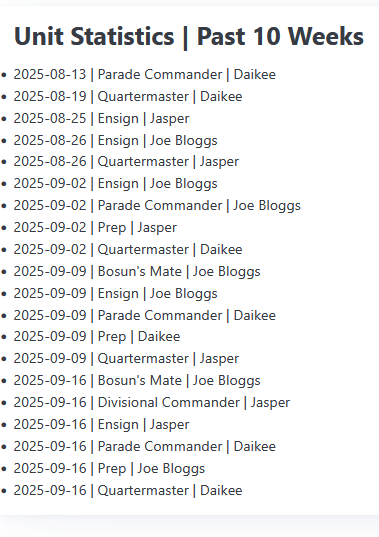 Unit Statistics | Past 10 Weeks
• 2025-08-13 | Parade Commander | Daikee
• 2025-08-19 | Quartermaster | Daikee
• 2025-08-25 | Ensign | Jasper
• 2025-08-26 | Ensign | Joe Bloggs
• 2025-08-26 | Quartermaster | Jasper
• 2025-09-02 | Ensign | Joe Bloggs
• 2025-09-02 | Parade Commander | Joe Bloggs
• 2025-09-02 | Prep | Jasper
• 2025-09-02 | Quartermaster | Daikee
• 2025-09-09 | Bosun's Mate | Joe Bloggs
• 2025-09-09 | Ensign | Joe Bloggs
• 2025-09-09 | Parade Commander | Daikee
• 2025-09-09 | Prep | Daikee
• 2025-09-09 | Quartermaster | Jasper
• 2025-09-16 | Bosun's Mate | Joe Bloggs
• 2025-09-16 | Divisional Commander | Jasper
• 2025-09-16 | Ensign | Jasper
• 2025-09-16 | Parade Commander | Daikee
• 2025-09-16 | Prep | Joe Bloggs
• 2025-09-16 | Quartermaster | Daikee